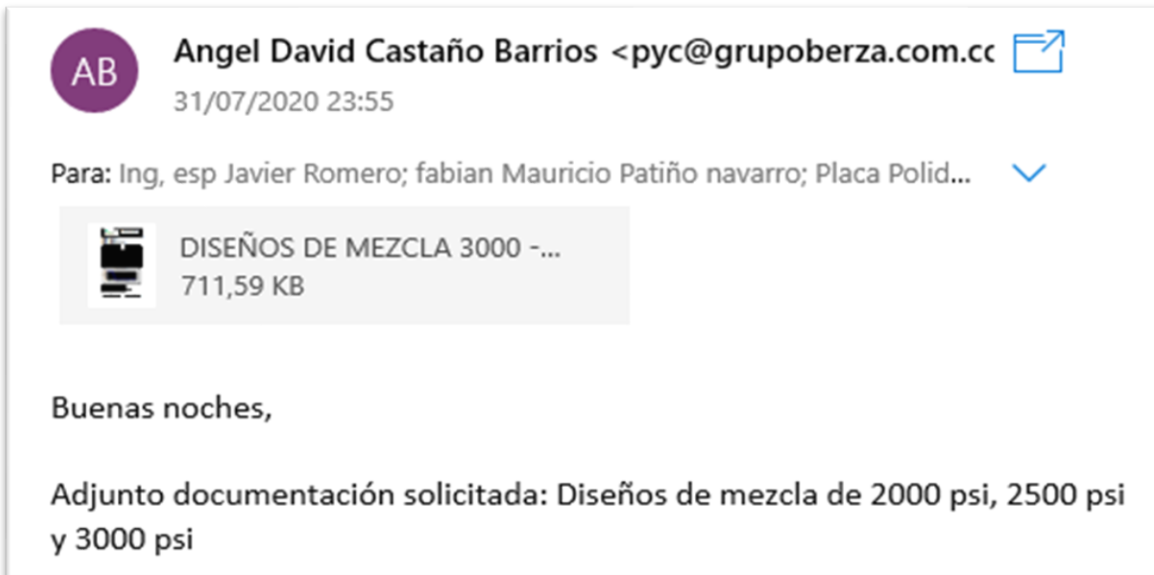 AB
Angel David Castaño Barrios <pyc@grupoberza.com.cc
31/07/2020 23:55
Para: Ing, esp Javier Romero; fabian Mauricio Patiño navarro; Placa Polid...
DISEÑOS DE MEZCLA 3000 -...
711,59 KB
Buenas noches,
Adjunto documentación solicitada: Diseños de mezcla de 2000 psi, 2500 psi
y 3000 psi